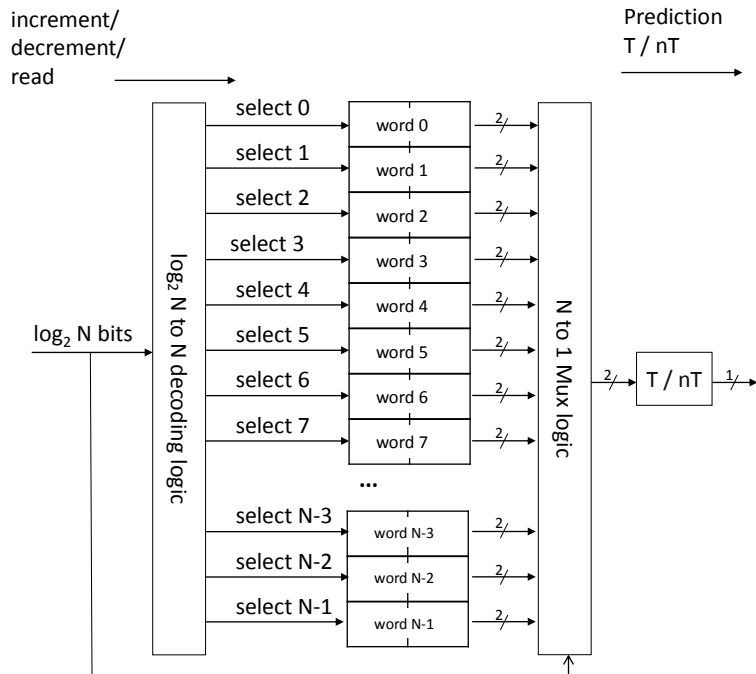 increment/
decrement/
read
Prediction
T / nT
select 0
word 0
2
select 1
word 1
2
select 2
word 2
2
select 3
word 3
2
select 4
word 4
2
log₂ N bits
select 5
word 5
2
select 6
word 6
2
select 7
word 7
2
...
select N-3
word N-3
2
select N-2
word N-2
2
select N-1
word N-1
2
log₂ N to N decoding logic
N to 1 Mux logic
2
T / nT
1